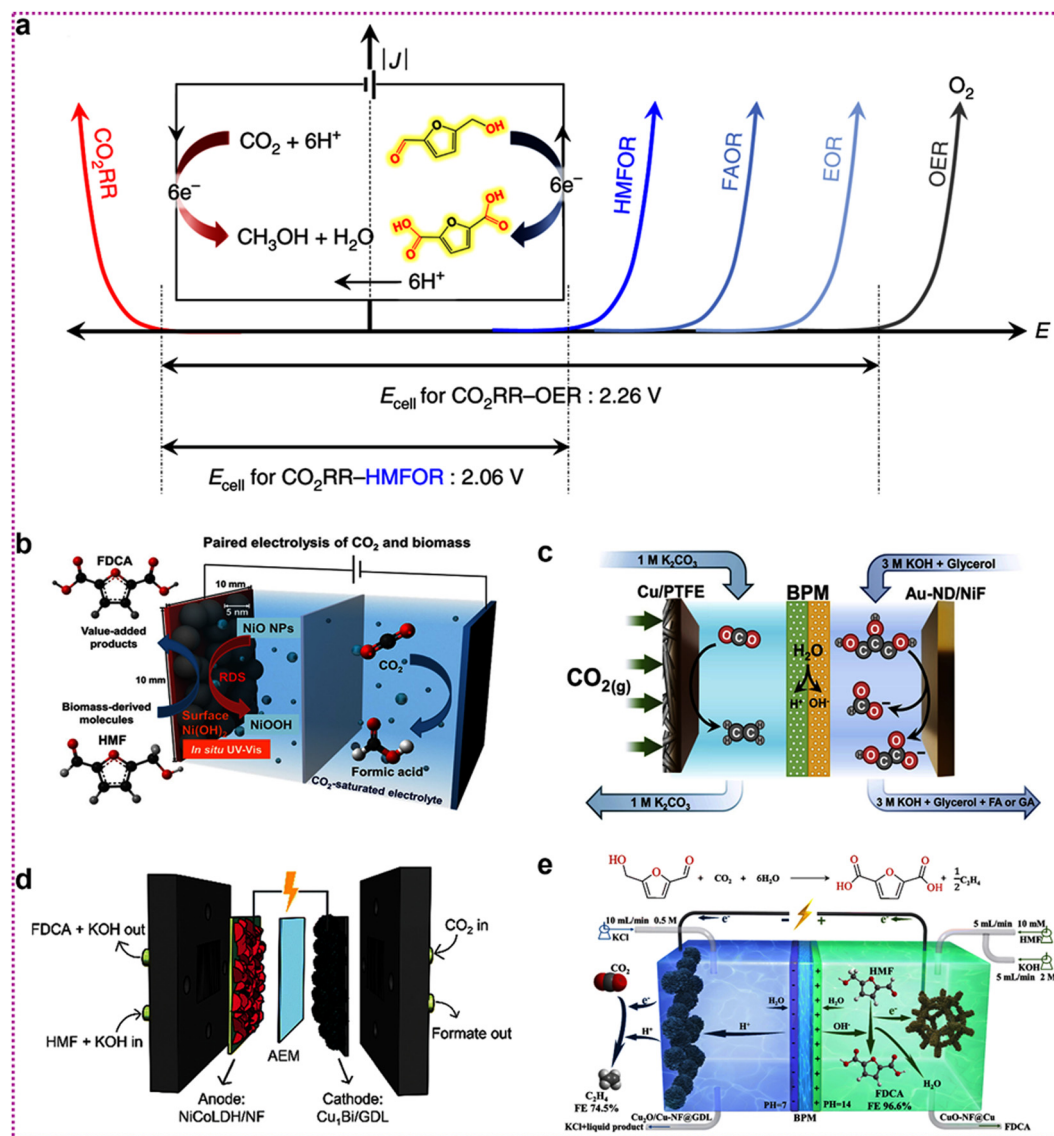 a
|J|
O₂
CO₂RR
CO₂ + 6H⁺
OH
O
O
6e⁻
6e⁻
HO
O
OH
O
O
CH₃OH + H₂O
6H⁺
HMFOR
FAOR
EOR
OER
E
E_cell for CO₂RR–OER : 2.26 V
E_cell for CO₂RR–HMFOR : 2.06 V
b
Paired electrolysis of CO₂ and biomass
FDCA
10 mm
5 nm
NiO NPs
Value-added
products
10 mm
RDS
CO₂
Biomass-derived
molecules
Surface
Ni(OH)₂
NiOOH
In situ UV-Vis
HMF
Formic acid
CO₂-saturated electrolyte
c
1 M K₂CO₃
3 M KOH + Glycerol
Cu/PTFE
BPM
Au-ND/NiF
H₂O
CO₂(g)
H⁺
OH⁻
1 M K₂CO₃
3 M KOH + Glycerol + FA or GA
d
FDCA + KOH out
CO₂ in
HMF + KOH in
AEM
Formate out
Anode:
NiCoLDH/NF
Cathode:
Cu₁Bi/GDL
e
HO
O
O
+ CO₂ + 6H₂O
HO
O
O
O
OH
+ 1/2 C₂H₄
10 mL/min 0.5 M
KCl
e⁻
−
+
e⁻
5 mL/min
10 mM
HMF
KOH
5 mL/min 2 M
CO₂
e⁻
H⁺
H⁺
H₂O
H₂O
OH⁻
HMF
e⁻
H₂O
C₂H₄
FE 74.5%
FDCA
FE 96.6%
PH=7
PH=14
Cu₂O/Cu-NF@GDL
KCl+liquid product
BPM
CuO-NF@Cu
FDCA